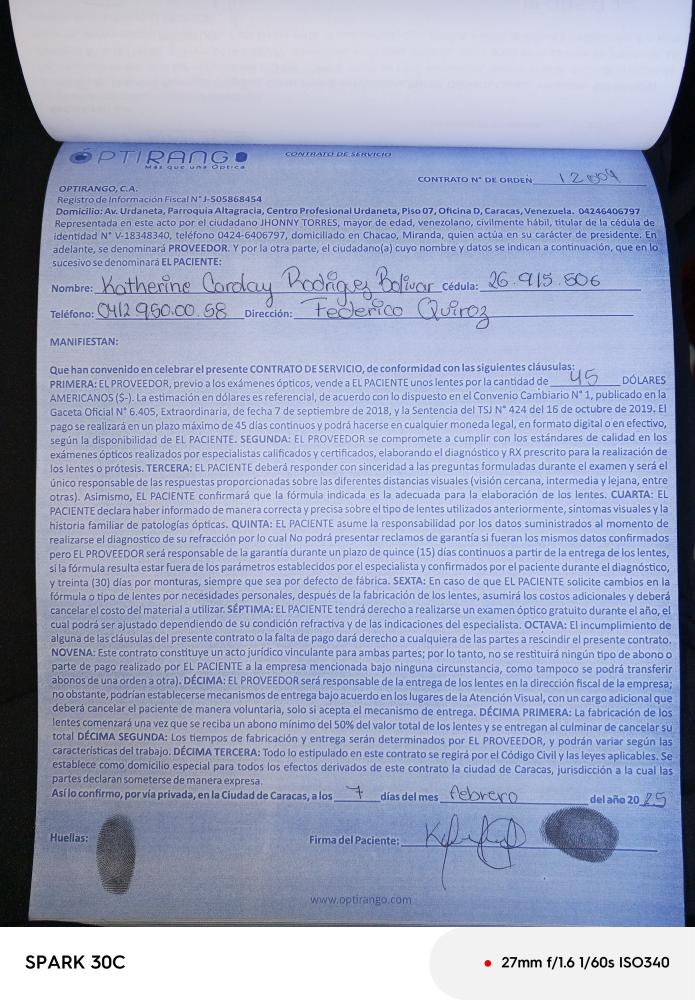 OPTIRANGO
Más que una Óptica
CONTRATO DE SERVICIO
CONTRATO N° DE ORDEN
OPTIRANGO, C.A.
Registro de Información Fiscal N° J-505868454
Domicilio: Av. Urdaneta, Parroquia Altagracia, Centro Profesional Urdaneta, Piso 07, Oficina D, Caracas, Venezuela. 04246406797
Representada en este acto por el ciudadano JHONNY TORRES, mayor de edad, venezolano, civilmente hábil, titular de la cédula de
identidad N° V-18348340, teléfono 0424-6406797, domiciliado en Chacao, Miranda, quien actúa en su carácter de presidente. En
adelante, se denominará PROVEEDOR. Y por la otra parte, el ciudadano(a) cuyo nombre y datos se indican a continuación, que en lo
sucesivo se denominará EL PACIENTE:
Nombre: Katherine Carolay Rodriguez Bolivar Cédula: 26.915.506
Teléfono: 0412 950.00.58 Dirección: Federico Quiroz
MANIFIESTAN:
Que han convenido en celebrar el presente CONTRATO DE SERVICIO, de conformidad con las siguientes cláusulas:
PRIMERA: EL PROVEEDOR, previo a los exámenes ópticos, vende a EL PACIENTE unos lentes por la cantidad de 45 DÓLARES
AMERICANOS ($-). La estimación en dólares es referencial, de acuerdo con lo dispuesto en el Convenio Cambiario N° 1, publicado en la
Gaceta Oficial N° 6.405, Extraordinaria, de fecha 7 de septiembre de 2018, y la Sentencia del TSJ N° 424 del 16 de octubre de 2019. El
pago se realizará en un plazo máximo de 45 días continuos y podrá hacerse en cualquier moneda legal, en formato digital o en efectivo,
según la disponibilidad de EL PACIENTE. SEGUNDA: EL PROVEEDOR se compromete a cumplir con los estándares de calidad en los
exámenes ópticos realizados por especialistas calificados y certificados, elaborando el diagnóstico y RX prescrito para la realización de
los lentes o prótesis. TERCERA: EL PACIENTE deberá responder con sinceridad a las preguntas formuladas durante el examen y será el
único responsable de las respuestas proporcionadas sobre las diferentes distancias visuales (visión cercana, intermedia y lejana, entre
otras). Asimismo, EL PACIENTE confirmará que la fórmula indicada es la adecuada para la elaboración de los lentes. CUARTA: EL
PACIENTE declara haber informado de manera correcta y precisa sobre el tipo de lentes utilizados anteriormente, síntomas visuales y la
historia familiar de patologías ópticas. QUINTA: EL PACIENTE asume la responsabilidad por los datos suministrados al momento de
realizarse el diagnostico de su refracción por lo cual No podrá presentar reclamos de garantía si fueran los mismos datos confirmados
pero EL PROVEEDOR será responsable de la garantía durante un plazo de quince (15) días continuos a partir de la entrega de los lentes,
si la fórmula resulta estar fuera de los parámetros establecidos por el especialista y confirmados por el paciente durante el diagnóstico,
y treinta (30) días por monturas, siempre que sea por defecto de fábrica. SEXTA: En caso de que EL PACIENTE solicite cambios en la
fórmula o tipo de lentes por necesidades personales, después de la fabricación de los lentes, asumirá los costos adicionales y deberá
cancelar el costo del material a utilizar. SÉPTIMA: EL PACIENTE tendrá derecho a realizarse un examen óptico gratuito durante el año, el
cual podrá ser ajustado dependiendo de su condición refractiva y de las indicaciones del especialista. OCTAVA: El incumplimiento de
alguna de las cláusulas del presente contrato o la falta de pago dará derecho a cualquiera de las partes a rescindir el presente contrato.
NOVENA: Este contrato constituye un acto jurídico vinculante para ambas partes; por lo tanto, no se restituirá ningún tipo de abono o
parte de pago realizado por EL PACIENTE a la empresa mencionada bajo ninguna circunstancia, como tampoco se podrá transferir
abonos de una orden a otra). DÉCIMA: EL PROVEEDOR será responsable de la entrega de los lentes en la dirección fiscal de la empresa;
no obstante, podrían establecerse mecanismos de entrega bajo acuerdo en los lugares de la Atención Visual, con un cargo adicional que
deberá cancelar el paciente de manera voluntaria, solo si acepta el mecanismo de entrega. DÉCIMA PRIMERA: La fabricación de los
lentes comenzará una vez que se reciba un abono mínimo del 50% del valor total de los lentes y se entregan al culminar de cancelar su
total DÉCIMA SEGUNDA: Los tiempos de fabricación y entrega serán determinados por EL PROVEEDOR, y podrán variar según las
características del trabajo. DÉCIMA TERCERA: Todo lo estipulado en este contrato se regirá por el Código Civil y las leyes aplicables. Se
establece como domicilio especial para todos los efectos derivados de este contrato la ciudad de Caracas, jurisdicción a la cual las
partes declaran someterse de manera expresa.
Así lo confirmo, por vía privada, en la Ciudad de Caracas, a los 7 días del mes febrero del año 2025
Huellas:
Firma del Paciente:
www.optirango.com
SPARK 30C
27mm f/1.6 1/60s ISO340